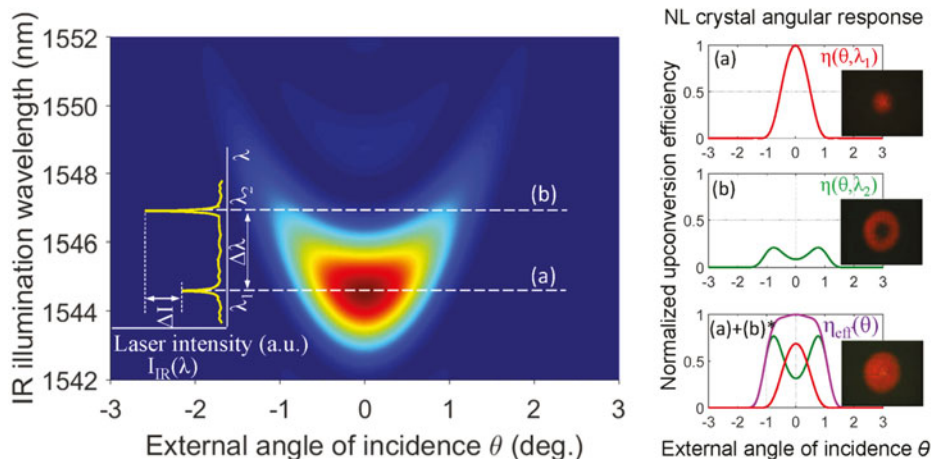 1552
1550
1548
1546
1544
1542
-3 -2 -1 0 1 2 3
IR illumination wavelength (nm)
External angle of incidence θ (deg.)
(b)
(a)
λ
λ₂
Δλ
λ₁
ΔI
Laser intensity (a.u.)
I_IR(λ)
NL crystal angular response
Normalized upconversion efficiency
(a)
η(θ,λ₁)
1
0.5
0
-3 -2 -1 0 1 2 3
(b)
η(θ,λ₂)
1
0.5
0
-3 -2 -1 0 1 2 3
(a)+(b)*
η_eff(θ)
1
0.5
0
-3 -2 -1 0 1 2 3
External angle of incidence θ